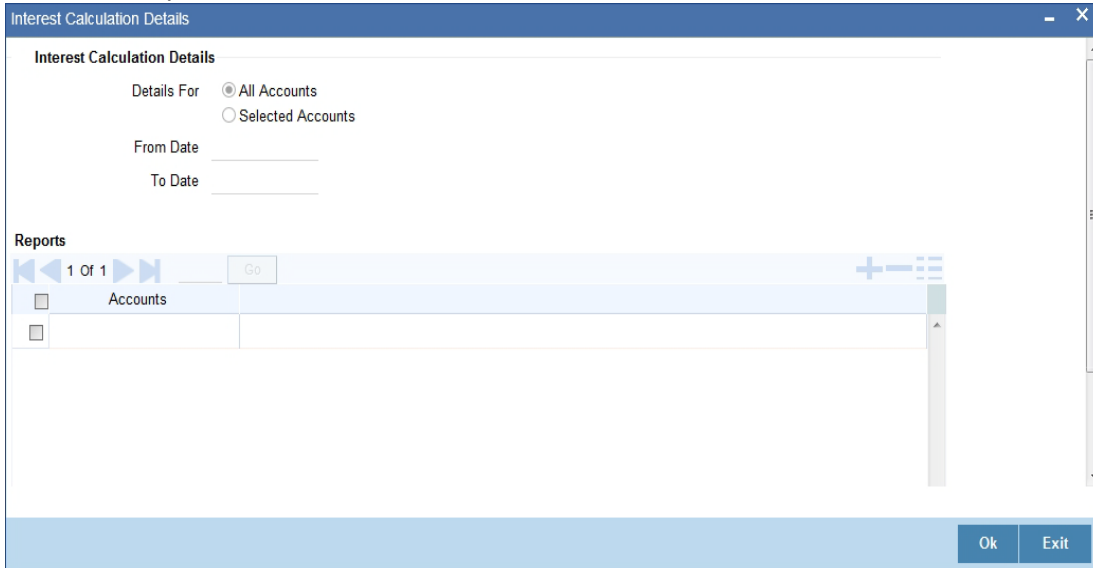 Interest Calculation Details
Interest Calculation Details
Details For All Accounts
Selected Accounts
From Date
To Date
Reports
1 Of 1 Go
Accounts
Ok Exit